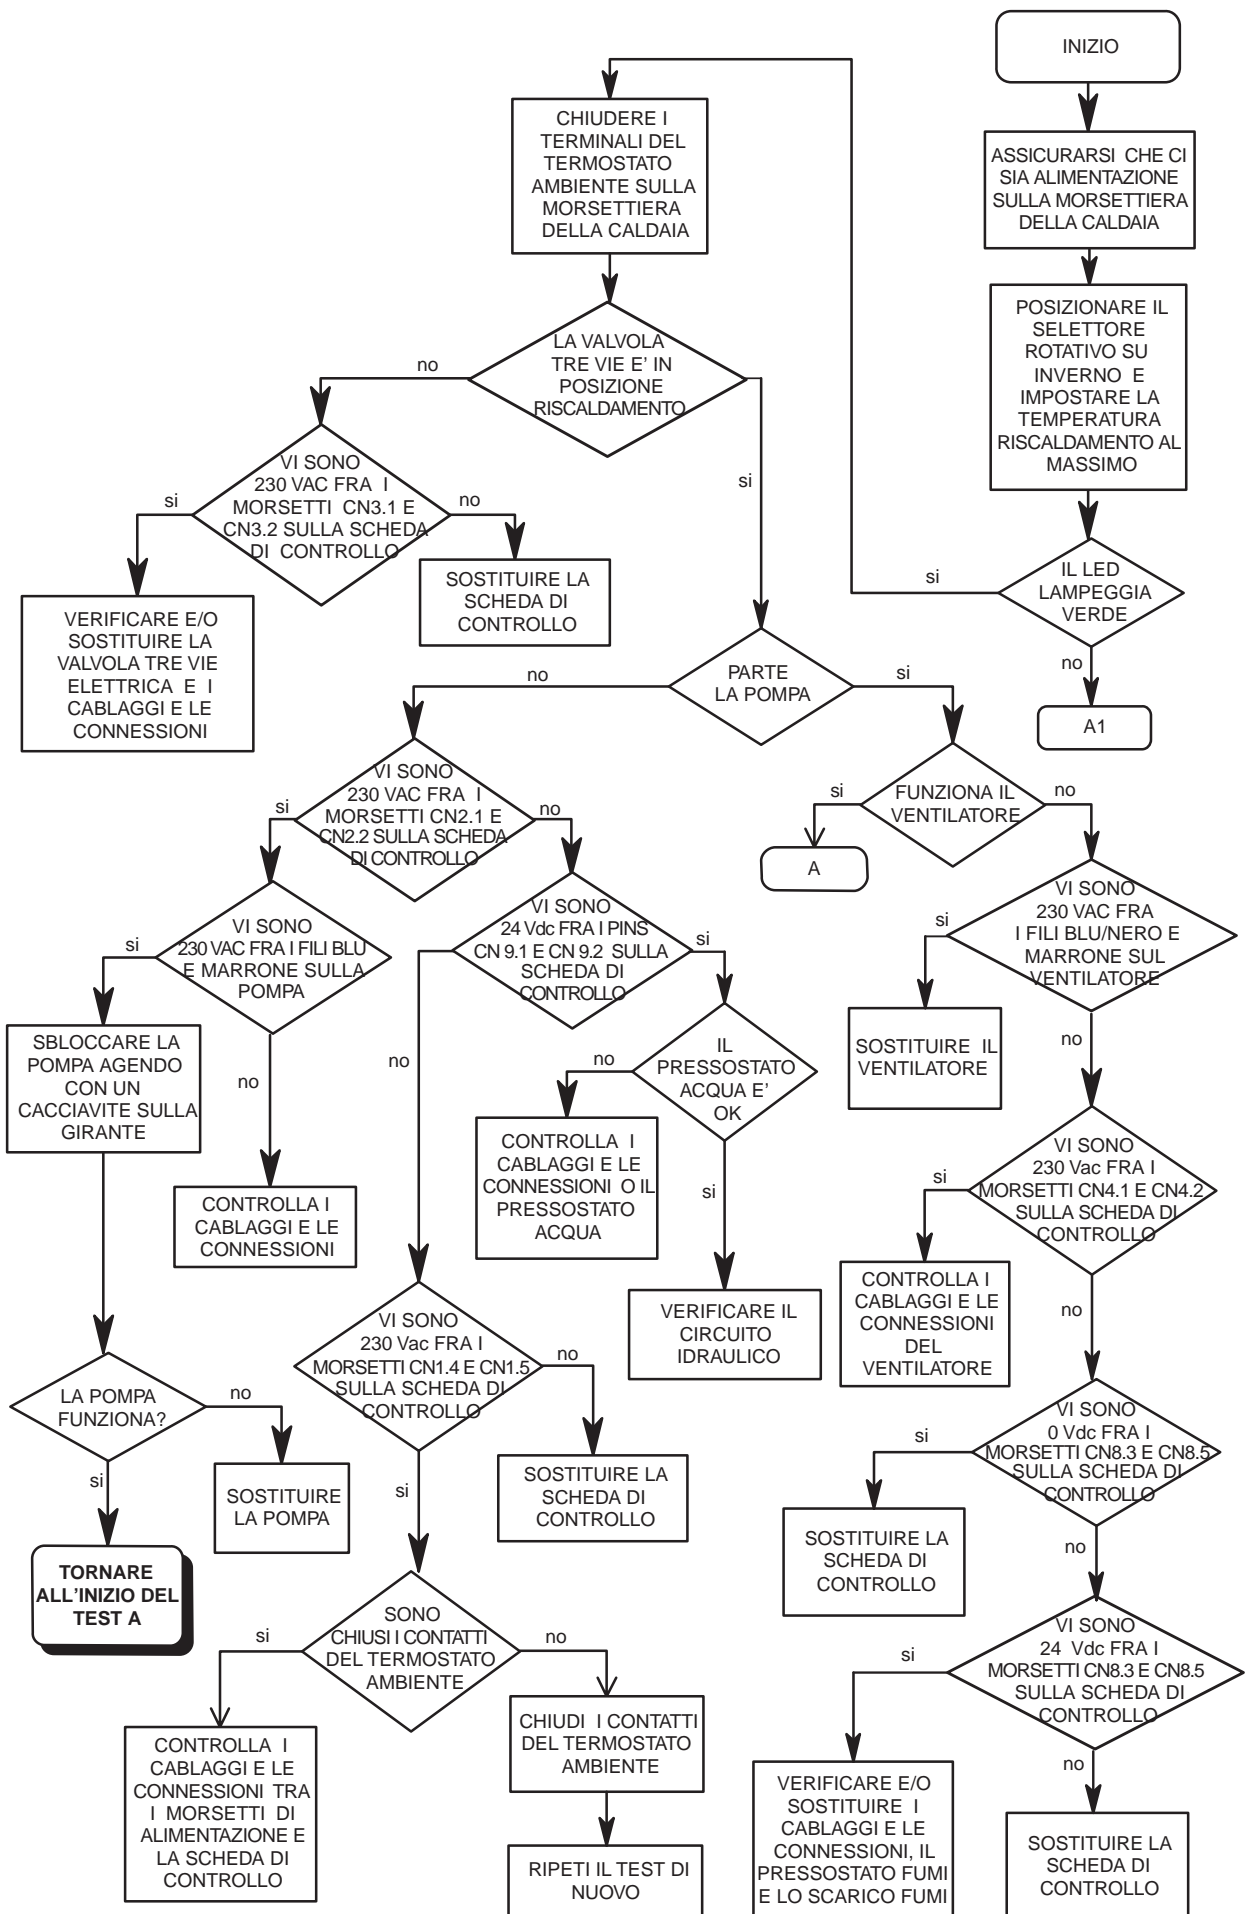 INIZIO
ASSICURARSI CHE CI
SIA ALIMENTAZIONE
SULLA MORSETTIERA
DELLA CALDAIA
POSIZIONARE IL
SELETTORE
ROTATIVO SU
INVERNO E
IMPOSTARE LA
TEMPERATURA
RISCALDAMENTO AL
MASSIMO
IL LED
LAMPEGGIA
VERDE
si
no
A1
CHIUDERE I
TERMINALI DEL
TERMOSTATO
AMBIENTE SULLA
MORSETTIERA
DELLA CALDAIA
LA VALVOLA
TRE VIE E' IN
POSIZIONE
RISCALDAMENTO
no
si
VI SONO
230 VAC FRA I
MORSETTI CN3.1 E
CN3.2 SULLA SCHEDA
DI CONTROLLO
si
no
VERIFICARE E/O
SOSTITUIRE LA
VALVOLA TRE VIE
ELETTRICA E I
CABLAGGI E LE
CONNESSIONI
SOSTITUIRE LA
SCHEDA DI
CONTROLLO
PARTE
LA POMPA
no
si
VI SONO
230 VAC FRA I
MORSETTI CN2.1 E
CN2.2 SULLA SCHEDA
DI CONTROLLO
si
no
FUNZIONA IL
VENTILATORE
si
no
A
VI SONO
230 VAC FRA I FILI BLU
E MARRONE SULLA
POMPA
si
no
SBLOCCARE LA
POMPA AGENDO
CON UN
CACCIAVITE SULLA
GIRANTE
CONTROLLA I
CABLAGGI E LE
CONNESSIONI
LA POMPA
FUNZIONA?
no
si
SOSTITUIRE
LA POMPA
TORNARE
ALL'INIZIO DEL
TEST A
VI SONO
24 Vdc FRA I PINS
CN 9.1 E CN 9.2 SULLA
SCHEDA DI
CONTROLLO
si
no
IL
PRESSOSTATO
ACQUA E'
OK
no
si
CONTROLLA I
CABLAGGI E LE
CONNESSIONI O IL
PRESSOSTATO
ACQUA
VERIFICARE IL
CIRCUITO
IDRAULICO
VI SONO
230 Vac FRA I
MORSETTI CN1.4 E CN1.5
SULLA SCHEDA DI
CONTROLLO
no
si
SOSTITUIRE LA
SCHEDA DI
CONTROLLO
SONO
CHIUSI I CONTATTI
DEL TERMOSTATO
AMBIENTE
si
no
CONTROLLA I
CABLAGGI E LE
CONNESSIONI TRA
I MORSETTI DI
ALIMENTAZIONE E
LA SCHEDA DI
CONTROLLO
CHIUDI I CONTATTI
DEL TERMOSTATO
AMBIENTE
RIPETI IL TEST DI
NUOVO
VI SONO
230 VAC FRA
I FILI BLU/NERO E
MARRONE SUL
VENTILATORE
si
no
SOSTITUIRE IL
VENTILATORE
VI SONO
230 Vac FRA I
MORSETTI CN4.1 E CN4.2
SULLA SCHEDA DI
CONTROLLO
si
no
CONTROLLA I
CABLAGGI E LE
CONNESSIONI
DEL
VENTILATORE
VI SONO
0 Vdc FRA I
MORSETTI CN8.3 E CN8.5
SULLA SCHEDA DI
CONTROLLO
si
no
SOSTITUIRE LA
SCHEDA DI
CONTROLLO
VI SONO
24 Vdc FRA I
MORSETTI CN8.3 E CN8.5
SULLA SCHEDA DI
CONTROLLO
si
no
VERIFICARE E/O
SOSTITUIRE I
CABLAGGI E LE
CONNESSIONI, IL
PRESSOSTATO FUMI
E LO SCARICO FUMI
SOSTITUIRE LA
SCHEDA DI
CONTROLLO